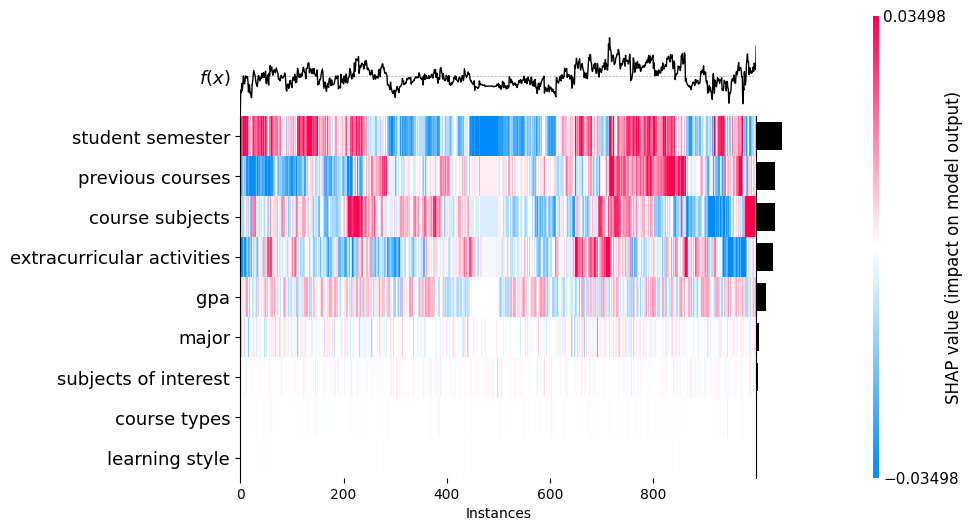 0.03498
f(x)
student semester
previous courses
course subjects
extracurricular activities
gpa
major
subjects of interest
course types
learning style
0 200 400 600 800
Instances
SHAP value (impact on model output)
−0.03498